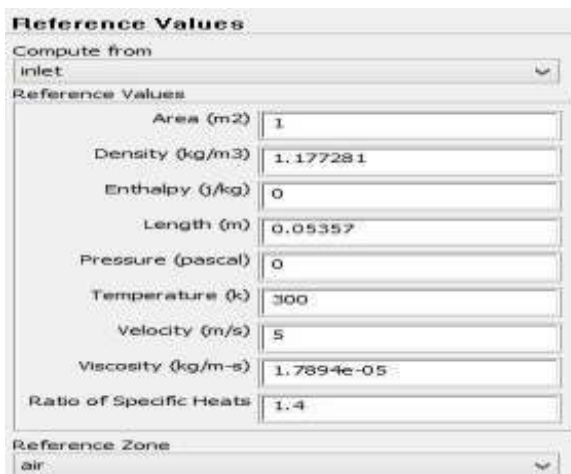 Reference Values
Compute from
inlet
Reference Values
Area (m2) 1
Density (kg/m3) 1.177281
Enthalpy (j/kg) 0
Length (m) 0.05357
Pressure (pascal) 0
Temperature (k) 300
Velocity (m/s) 5
Viscosity (kg/m-s) 1.7894e-05
Ratio of Specific Heats 1.4
Reference Zone
air